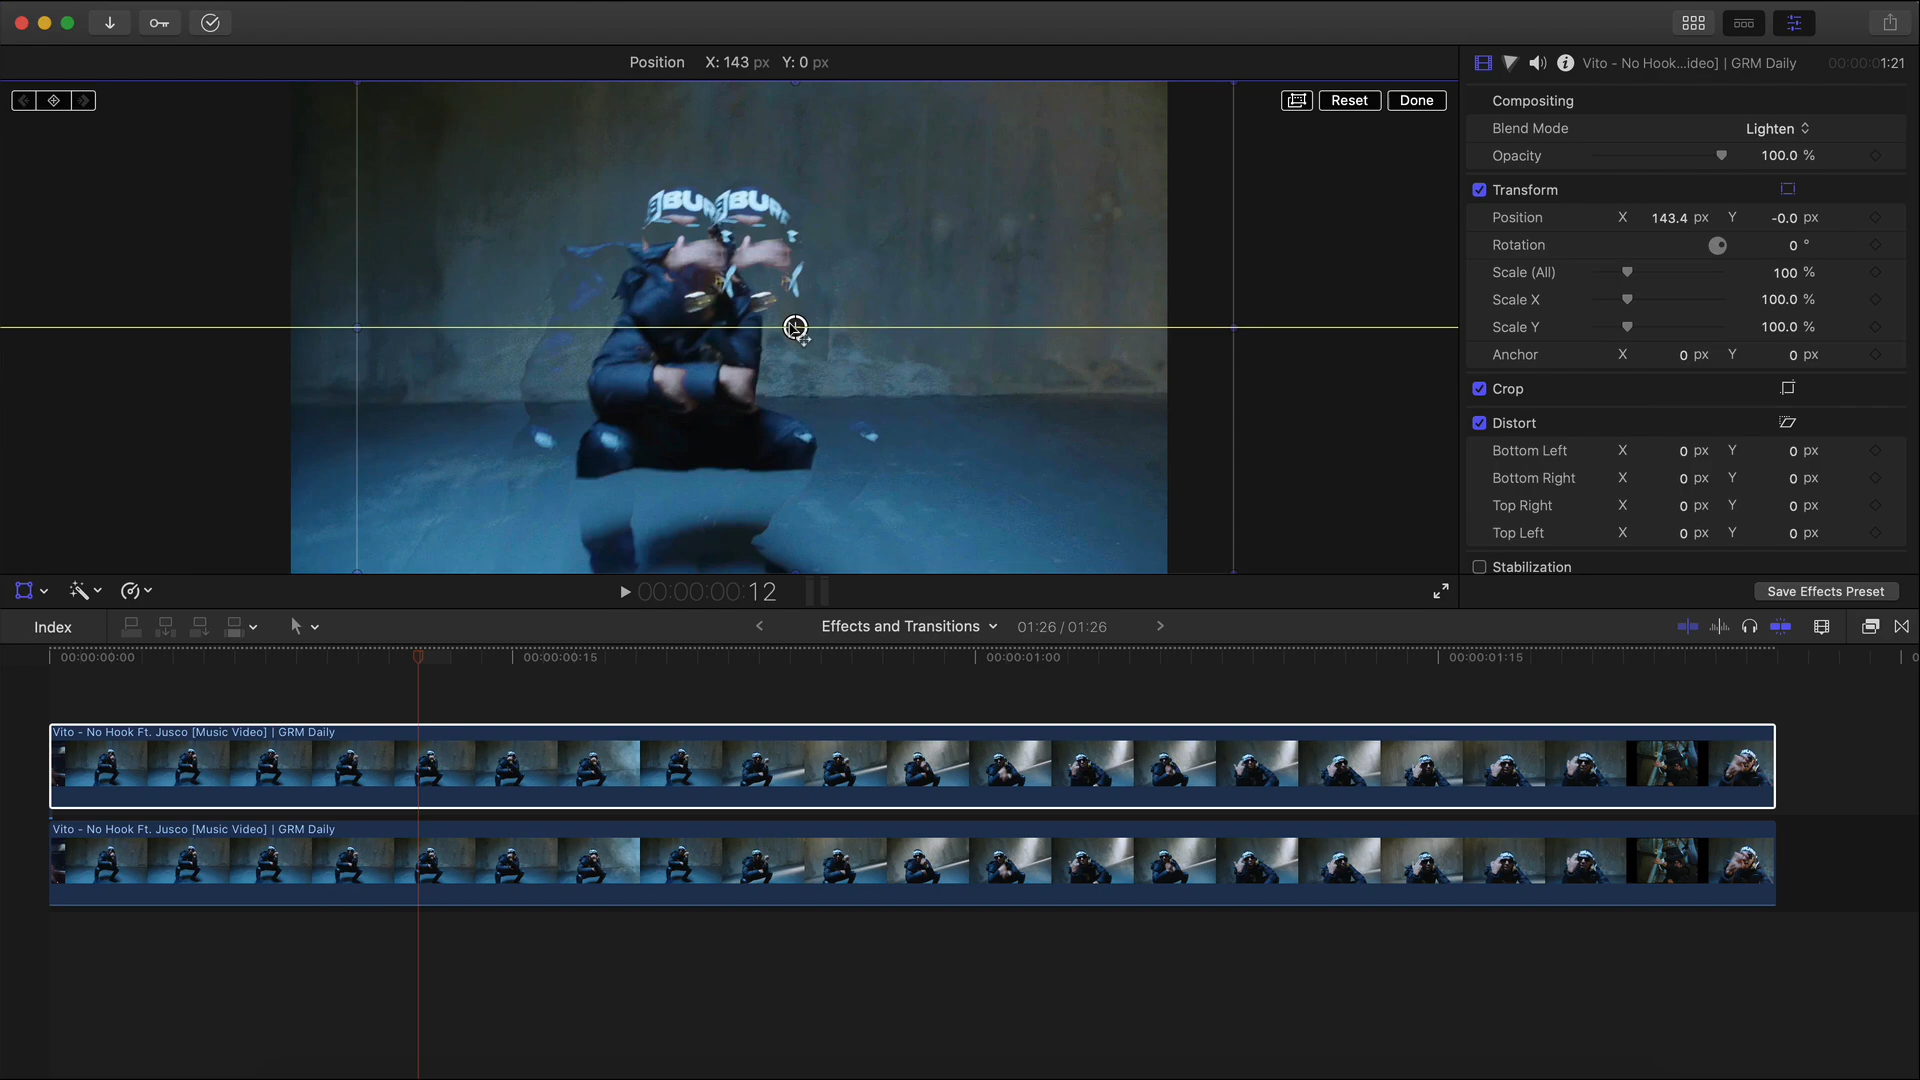 Position X: 143 px Y: 0 px
Vito - No Hook...ideo] | GRM Daily 00:00:00:01:21
Reset Done
Compositing
Blend Mode Lighten
Opacity 100.0 %
Transform
Position X 143.4 px Y -0.0 px
Rotation 0 °
Scale (All) 100 %
Scale X 100.0 %
Scale Y 100.0 %
Anchor X 0 px Y 0 px
Crop
Distort
Bottom Left X 0 px Y 0 px
Bottom Right X 0 px Y 0 px
Top Right X 0 px Y 0 px
Top Left X 0 px Y 0 px
Stabilization
Save Effects Preset
00:00:00:12
Index
Effects and Transitions 01:26 / 01:26
00:00:00:00 00:00:00:15 00:00:01:00 00:00:01:15
Vito - No Hook Ft. Jusco [Music Video] | GRM Daily
Vito - No Hook Ft. Jusco [Music Video] | GRM Daily